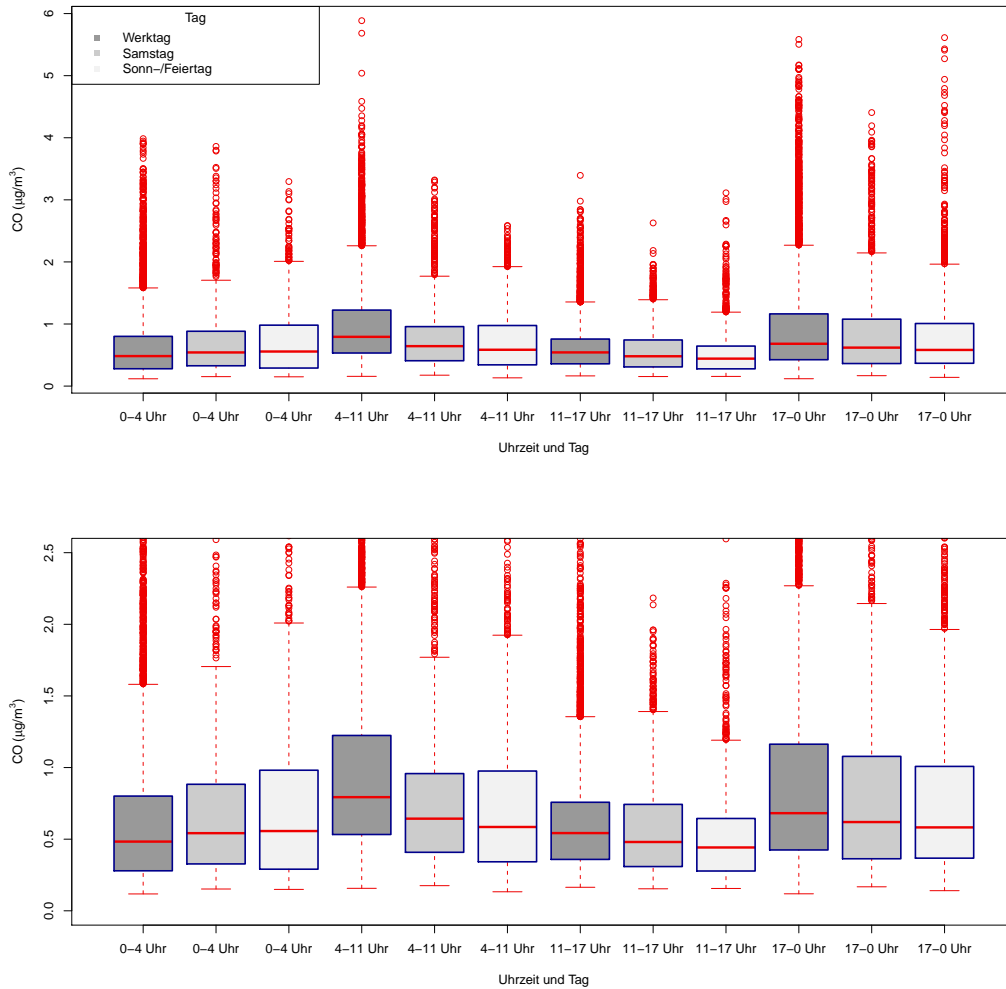 Tag
Werktag
Samstag
Sonn−/Feiertag
CO (µg/m³)
6
5
4
3
2
1
0
0−4 Uhr 0−4 Uhr 0−4 Uhr 4−11 Uhr 4−11 Uhr 4−11 Uhr 11−17 Uhr 11−17 Uhr 11−17 Uhr 17−0 Uhr 17−0 Uhr 17−0 Uhr
Uhrzeit und Tag
CO (µg/m³)
2.5
2.0
1.5
1.0
0.5
0.0
0−4 Uhr 0−4 Uhr 0−4 Uhr 4−11 Uhr 4−11 Uhr 4−11 Uhr 11−17 Uhr 11−17 Uhr 11−17 Uhr 17−0 Uhr 17−0 Uhr 17−0 Uhr
Uhrzeit und Tag